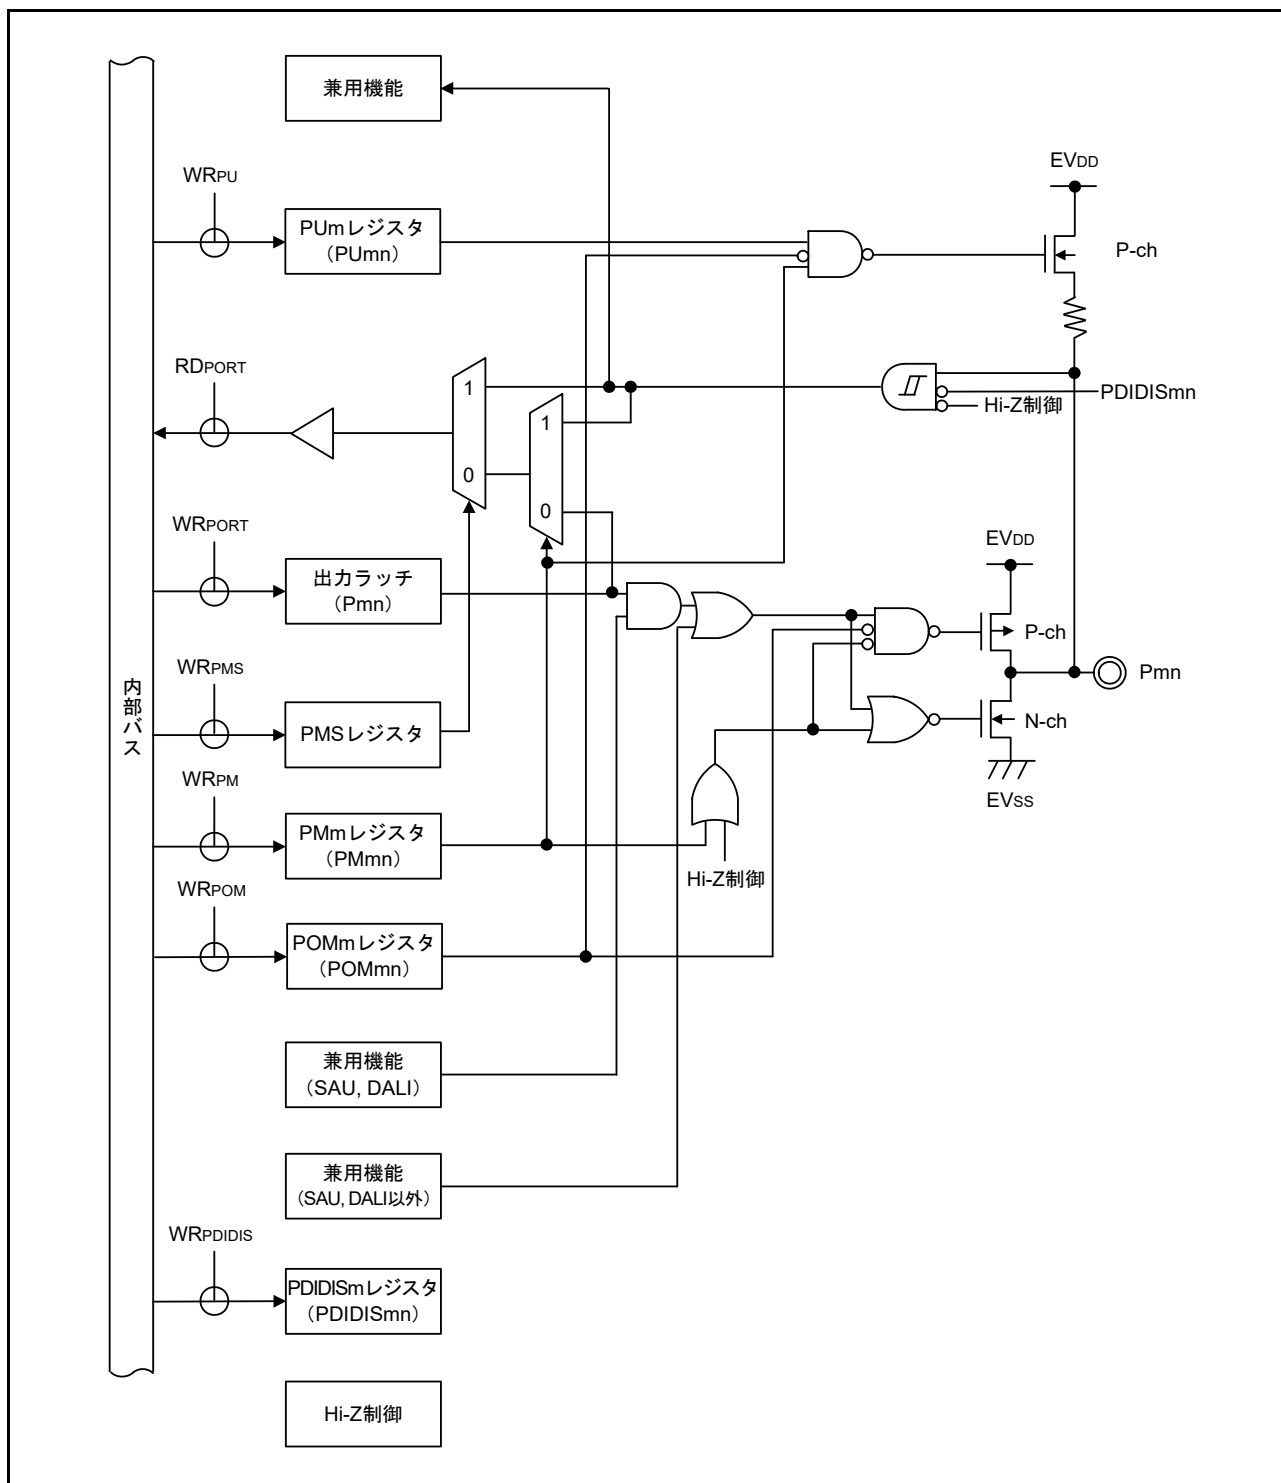 兼用機能
WRPU
PUmレジスタ
（PUmn）
EVDD
P-ch
RDPORT
1
0
1
0
PDIDISmn
Hi-Z制御
WRPORT
出力ラッチ
（Pmn）
EVDD
P-ch
Pmn
N-ch
EVSS
内部バス
WRPMS
PMSレジスタ
WRPM
PMmレジスタ
（PMmn）
Hi-Z制御
WRPOM
POMmレジスタ
（POMmn）
兼用機能
（SAU, DALI）
兼用機能
（SAU, DALI以外）
WRPDIDIS
PDIDISmレジスタ
（PDIDISmn）
Hi-Z制御